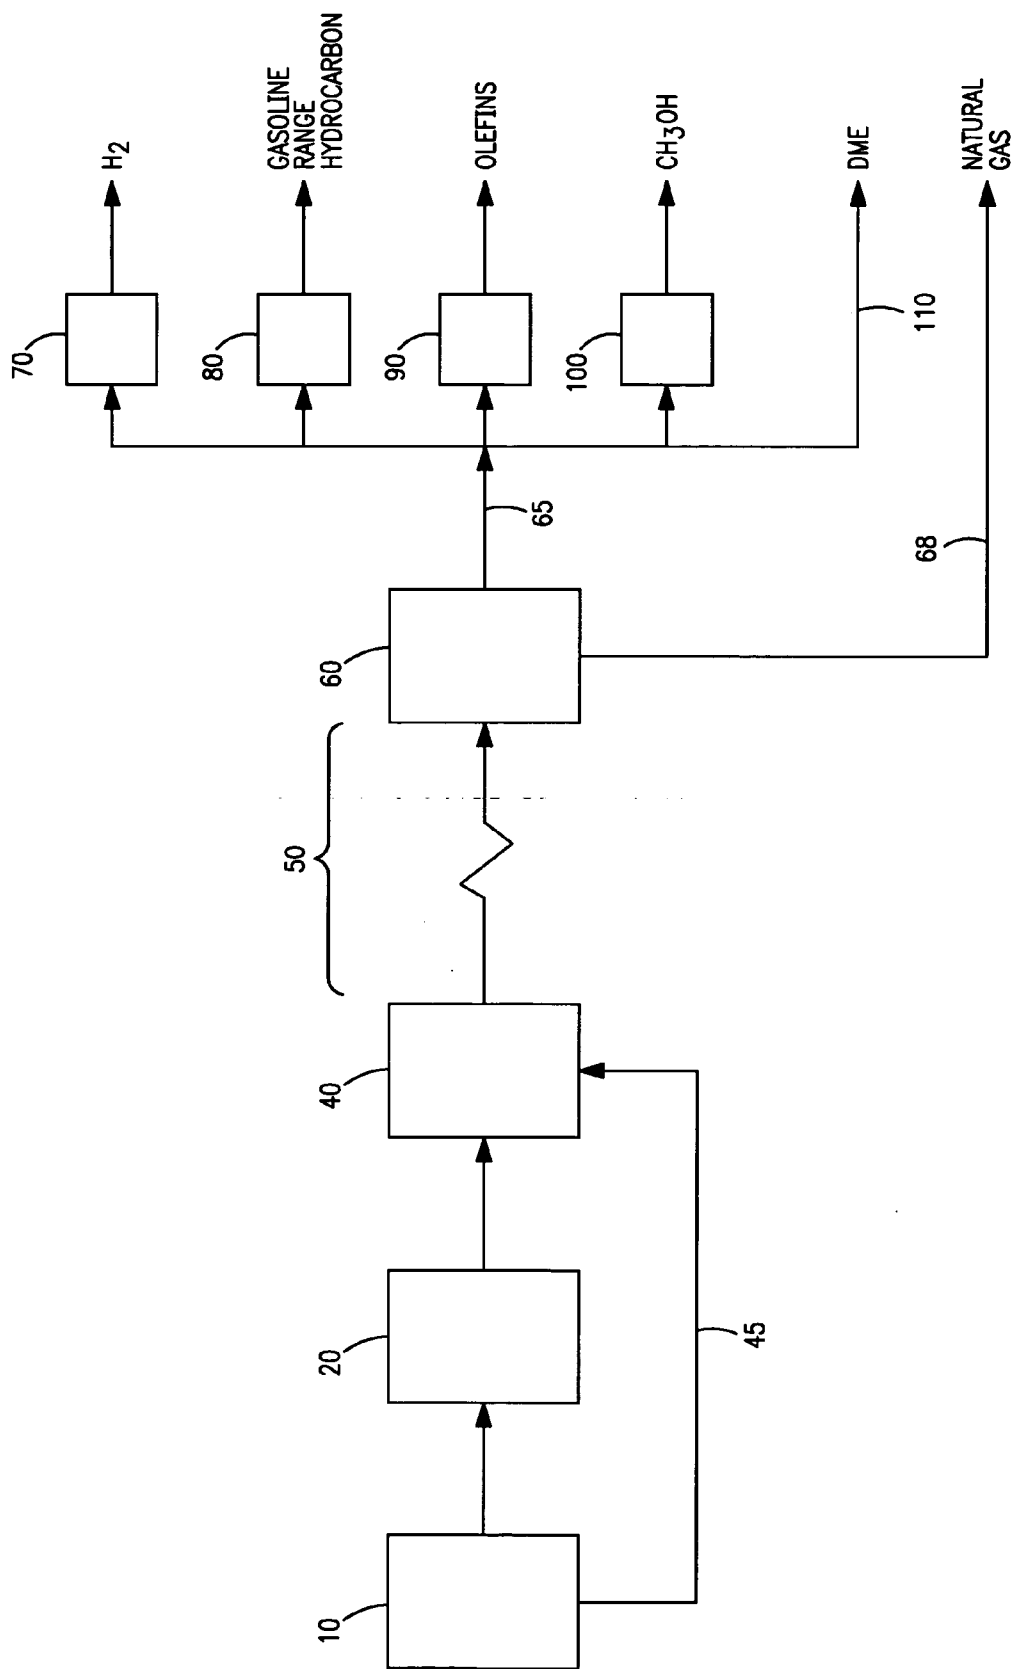 70
H2
80
GASOLINE
RANGE
HYDROCARBON
90
OLEFINS
100
CH3OH
DME
110
NATURAL
GAS
68
65
60
50
40
20
10
45